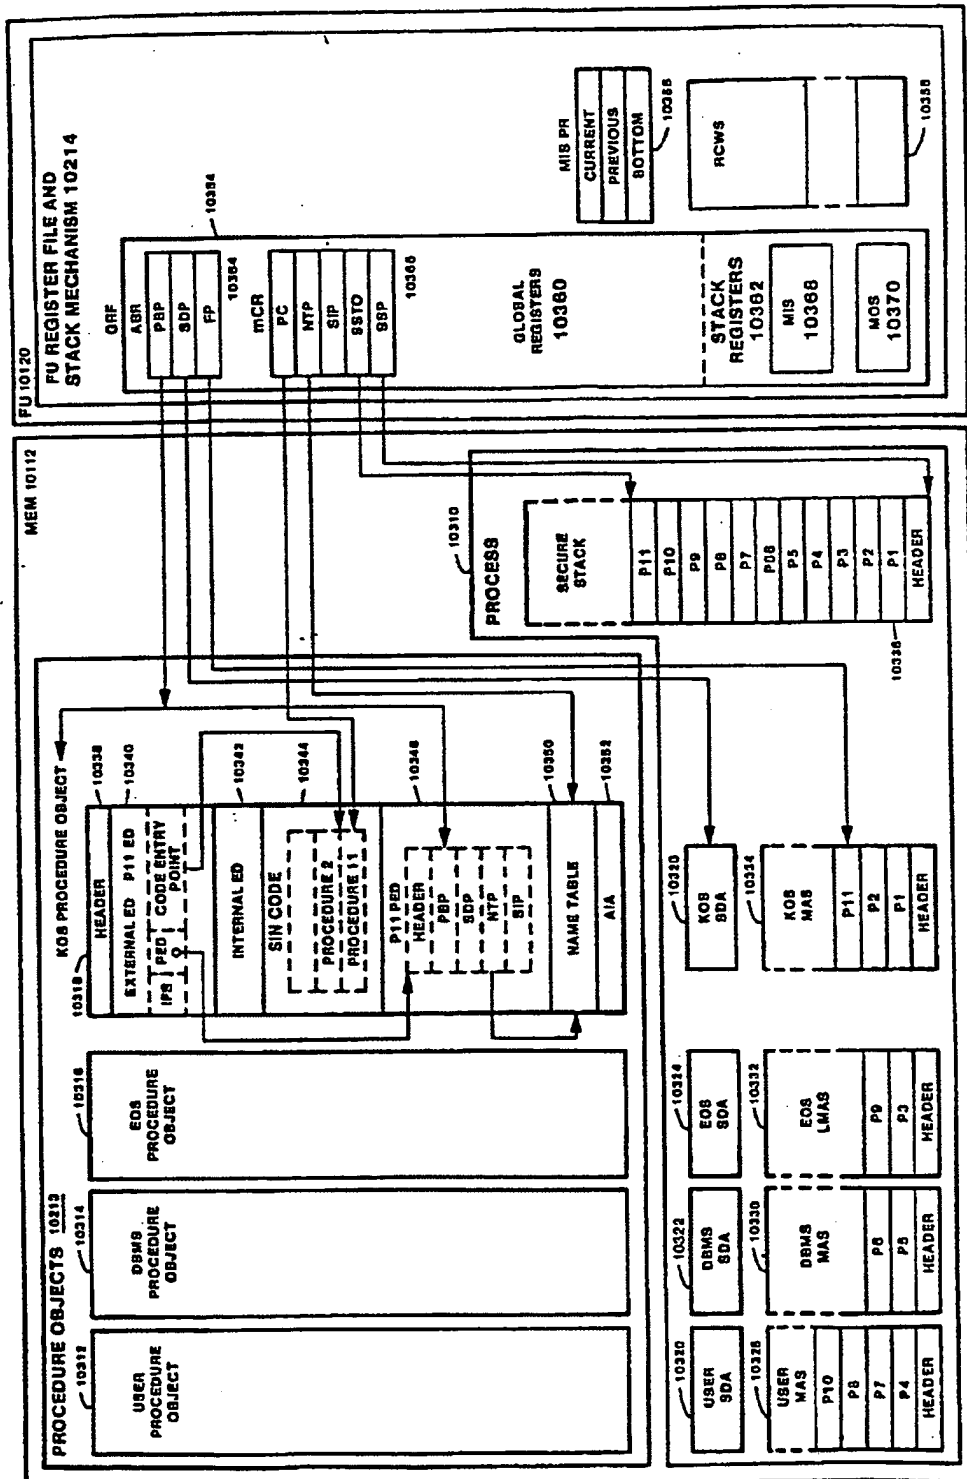 PROCEDURE OBJECTS 10213
10312
USER
PROCEDURE
OBJECT
10314
DBMS
PROCEDURE
OBJECT
10316
EOS
PROCEDURE
OBJECT
KOS PROCEDURE OBJECT
10318
HEADER
10338
EXTERNAL ED P11 ED
10340
IPS
PED
CODE ENTRY
POINT
INTERNAL ED
10342
SIN CODE
10344
PROCEDURE 2
PROCEDURE 11
P11 PED
10348
HEADER
PBP
SDP
NTP
SIP
NAME TABLE
10350
AIA
10352
MEM 10112
10320
USER
SDA
10322
DBMS
SDA
10324
EOS
SDA
10320
KOS
SDA
10328
USER
MAS
P10
P8
P7
P4
HEADER
10330
DBMS
MAS
P6
P5
HEADER
10332
EOS
LMAS
P9
P3
HEADER
10334
KOS
MAS
P11
P2
P1
HEADER
10310
PROCESS
SECURE
STACK
P11
P10
P9
P8
P7
P08
P5
P4
P3
P2
P1
HEADER
10336
FU 10120
FU REGISTER FILE AND
STACK MECHANISM 10214
GRF
10354
ABR
PBP
SDP
FP
10364
mCR
PC
NTP
SIP
SSTO
SSP
10365
GLOBAL
REGISTERS
10360
STACK
REGISTERS
10362
MIS
10368
MOS
10370
MIS PR
CURRENT
PREVIOUS
BOTTOM
10356
RCWS
10358